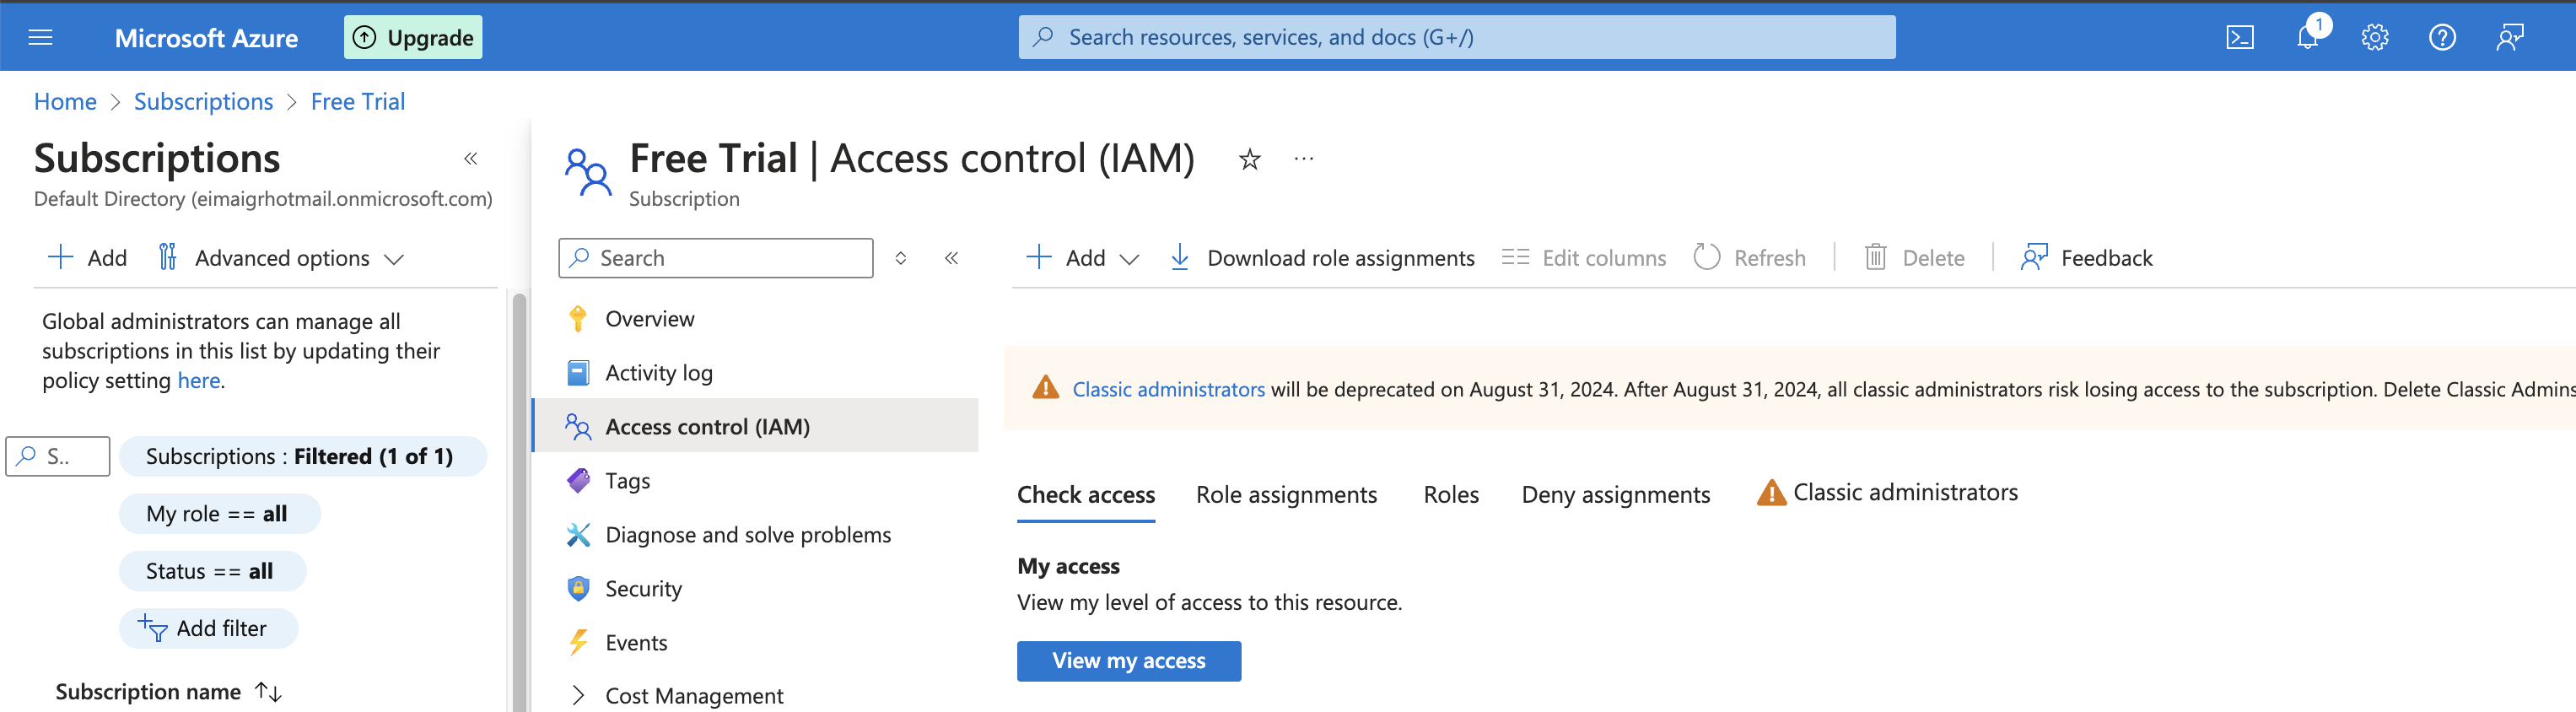 Microsoft Azure
Upgrade
Search resources, services, and docs (G+/)
1
Home > Subscriptions > Free Trial
Subscriptions
Default Directory (eimaigrhotmail.onmicrosoft.com)
Add
Advanced options
Global administrators can manage all
subscriptions in this list by updating their
policy setting here.
S..
Subscriptions : Filtered (1 of 1)
My role == all
Status == all
Add filter
Subscription name
Free Trial | Access control (IAM)
Subscription
Search
Overview
Activity log
Access control (IAM)
Tags
Diagnose and solve problems
Security
Events
Cost Management
Add
Download role assignments
Edit columns
Refresh
Delete
Feedback
Classic administrators will be deprecated on August 31, 2024. After August 31, 2024, all classic administrators risk losing access to the subscription. Delete Classic Admins
Check access
Role assignments
Roles
Deny assignments
Classic administrators
My access
View my level of access to this resource.
View my access